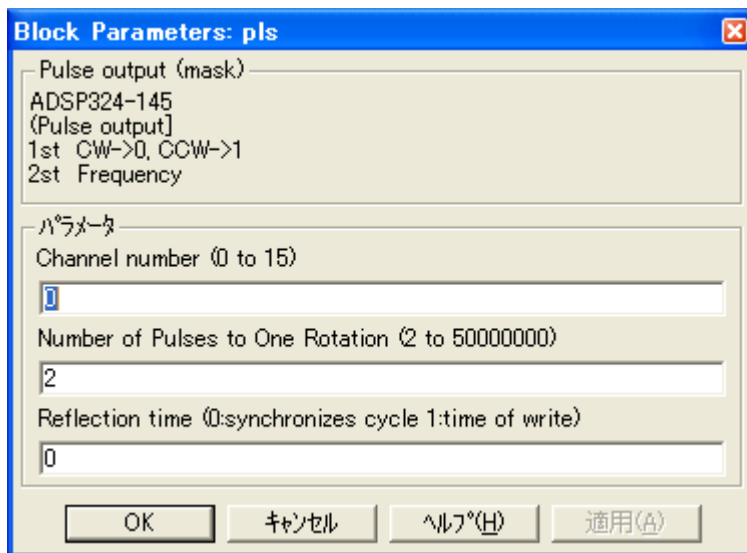 Block Parameters: pls
Pulse output (mask)
ADSP324-145
(Pulse output]
1st CW->0, CCW->1
2st Frequency
パラメータ
Channel number (0 to 15)
0
Number of Pulses to One Rotation (2 to 50000000)
2
Reflection time (0:synchronizes cycle 1:time of write)
0
OK キャンセル ヘルプ(H) 適用(A)